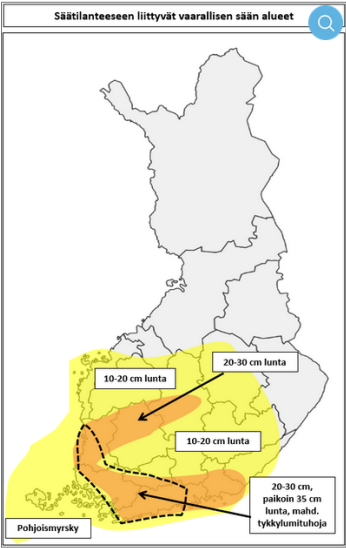 Säätilanteeseen liittyvät vaarallisen sään alueet
20-30 cm lunta
10-20 cm lunta
10-20 cm lunta
20-30 cm,
paikoin 35 cm
lunta, mahd.
tykkylumituhoja
Pohjoismyrsky